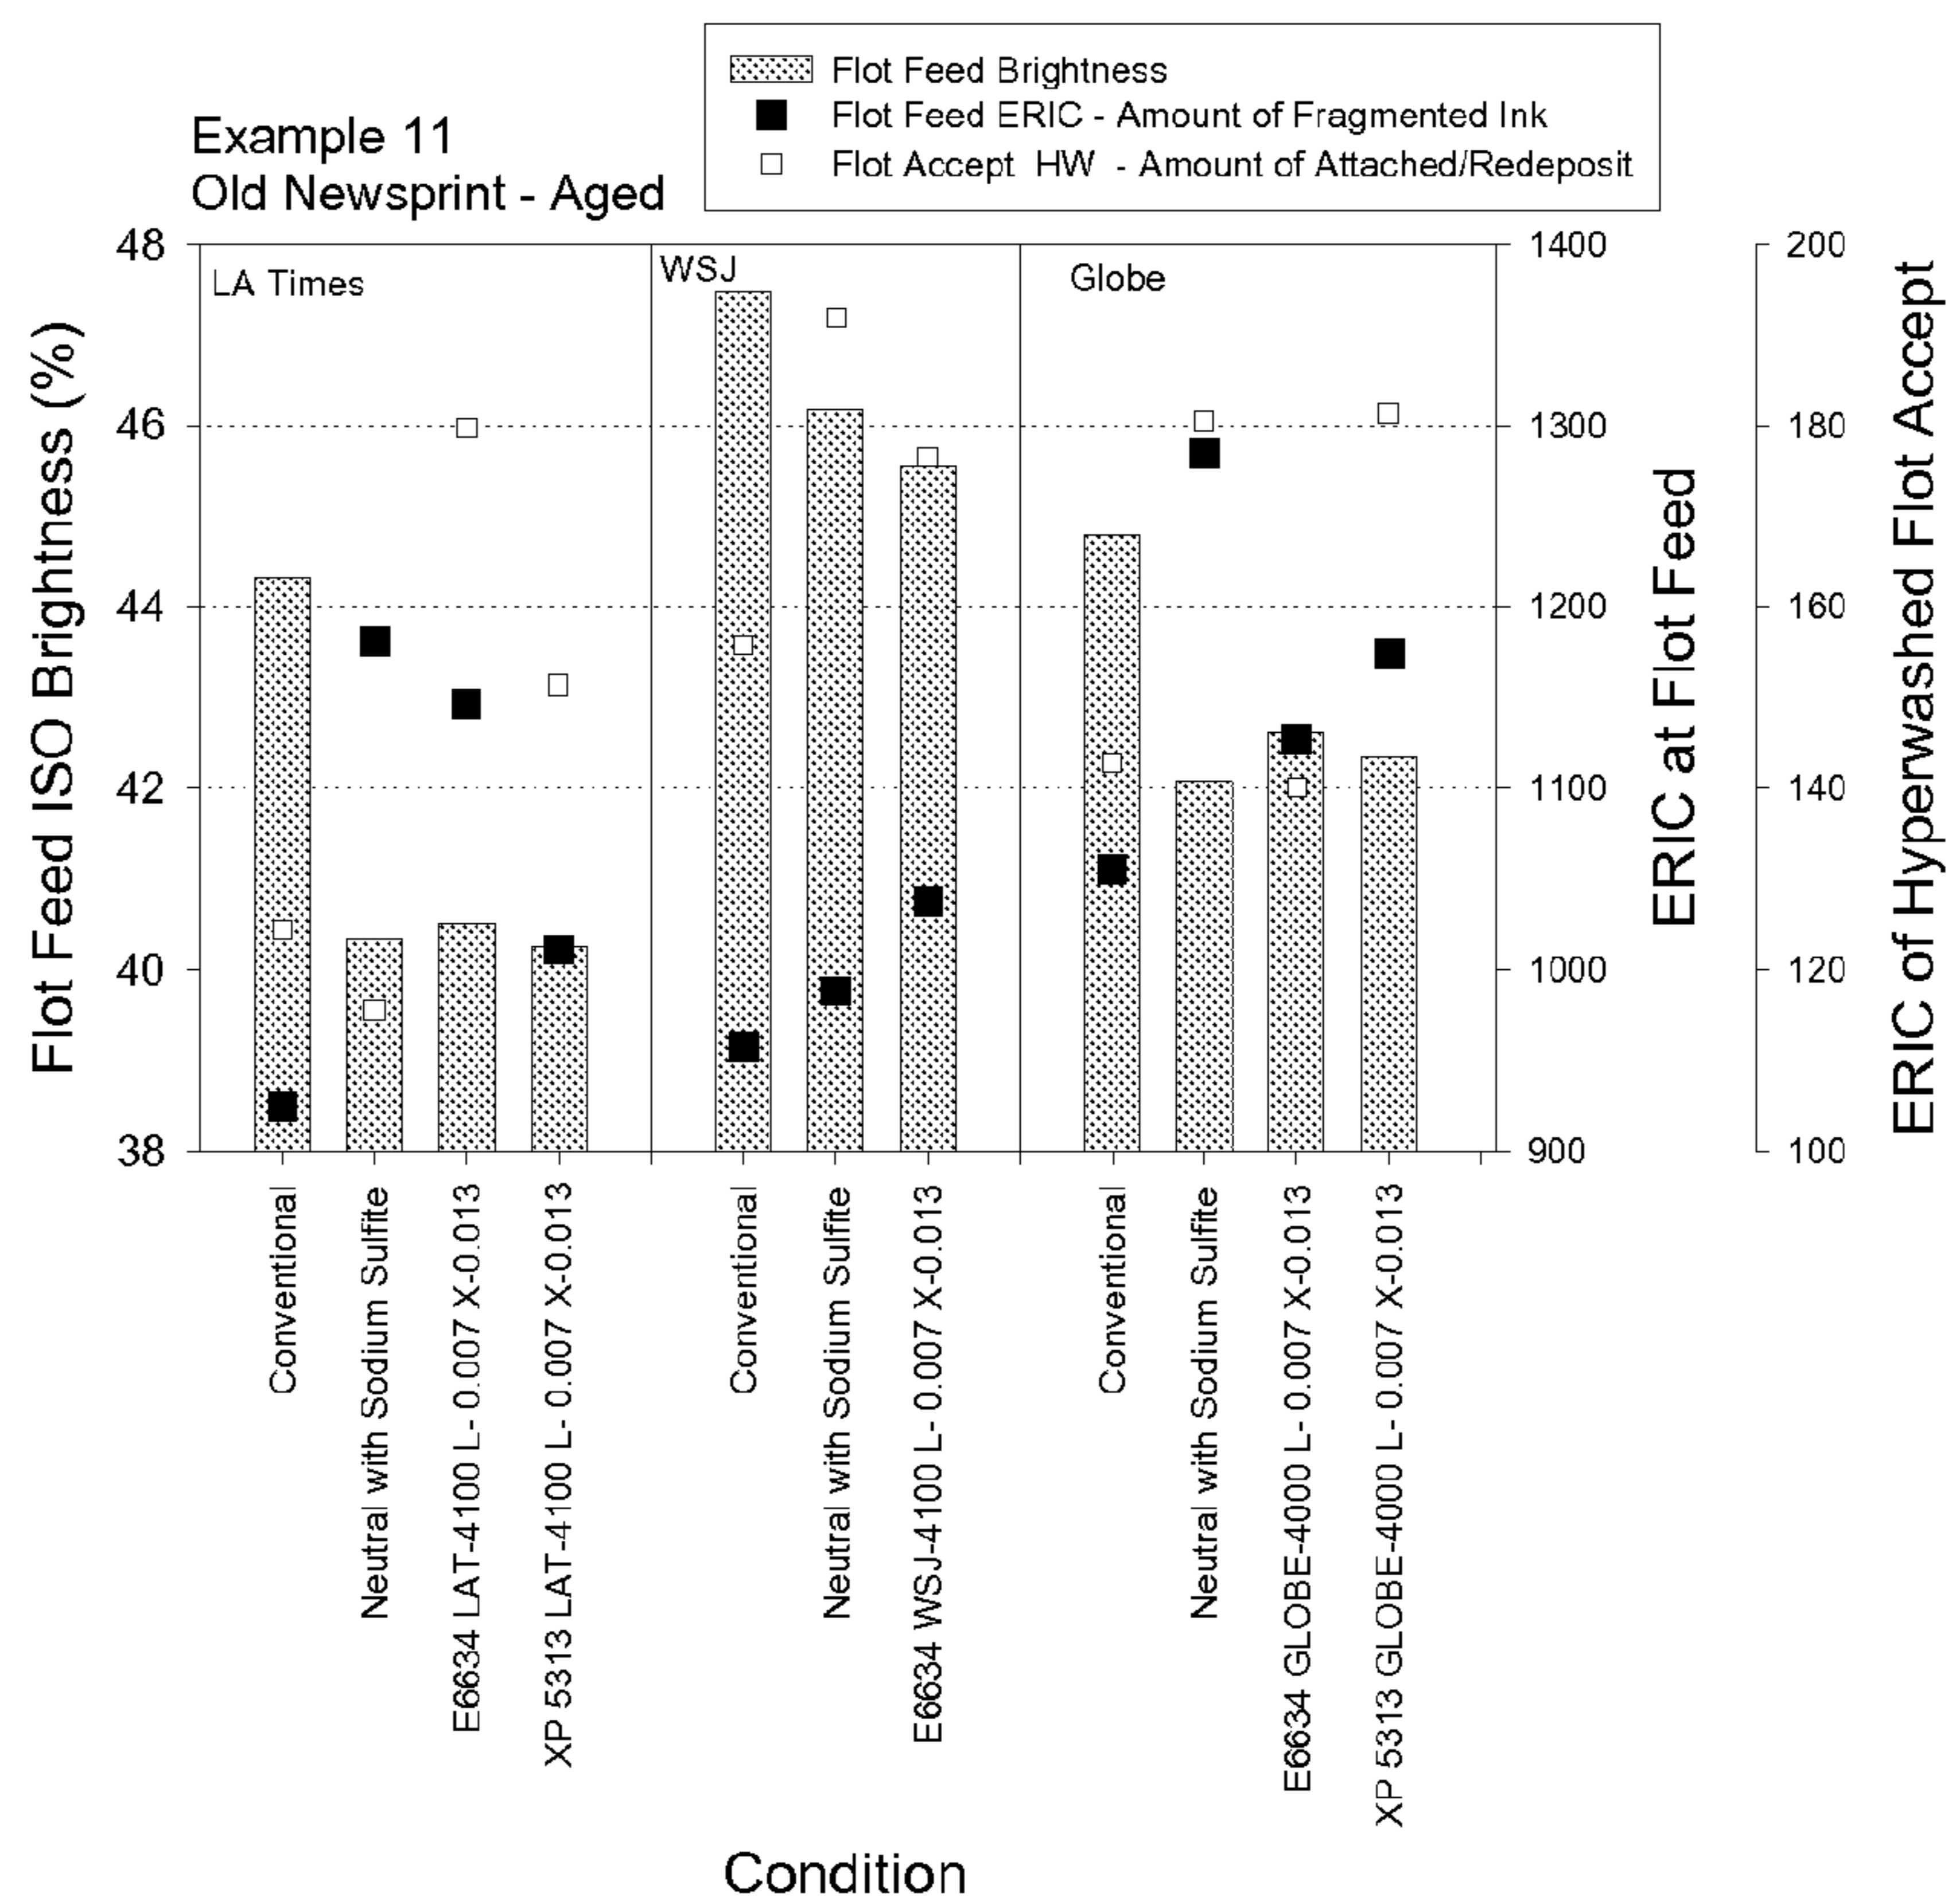 Flot Feed Brightness
Flot Feed ERIC - Amount of Fragmented Ink
Flot Accept HW - Amount of Attached/Redeposit
Example 11
Old Newsprint - Aged
LA Times
WSJ
Globe
Flot Feed ISO Brightness (%)
48
46
44
42
40
38
1400
1300
1200
1100
1000
900
ERIC at Flot Feed
200
180
160
140
120
100
ERIC of Hyperwashed Flot Accept
Conventional
Neutral with Sodium Sulfite
E6634 LAT-4100 L- 0.007 X-0.013
XP 5313 LAT-4100 L- 0.007 X-0.013
Conventional
Neutral with Sodium Sulfite
E6634 WSJ-4100 L- 0.007 X-0.013
Conventional
Neutral with Sodium Sulfite
E6634 GLOBE-4000 L- 0.007 X-0.013
XP 5313 GLOBE-4000 L- 0.007 X-0.013
Condition